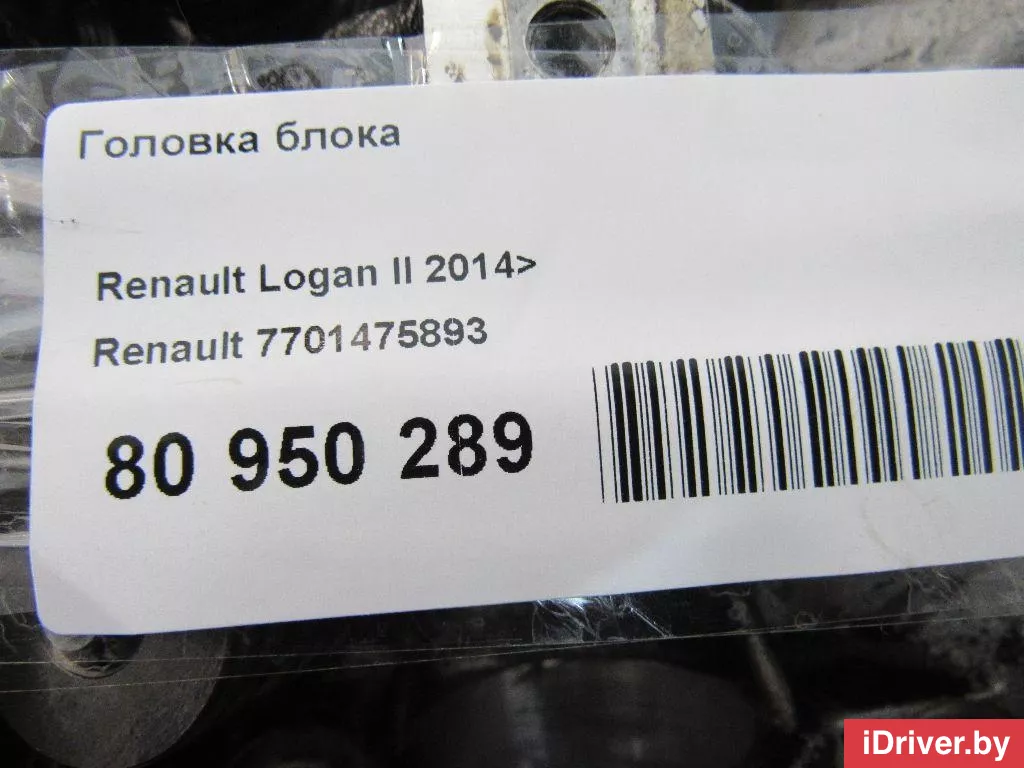 Головка блока
Renault Logan II 2014>
Renault 7701475893
80 950 289
iDriver.by